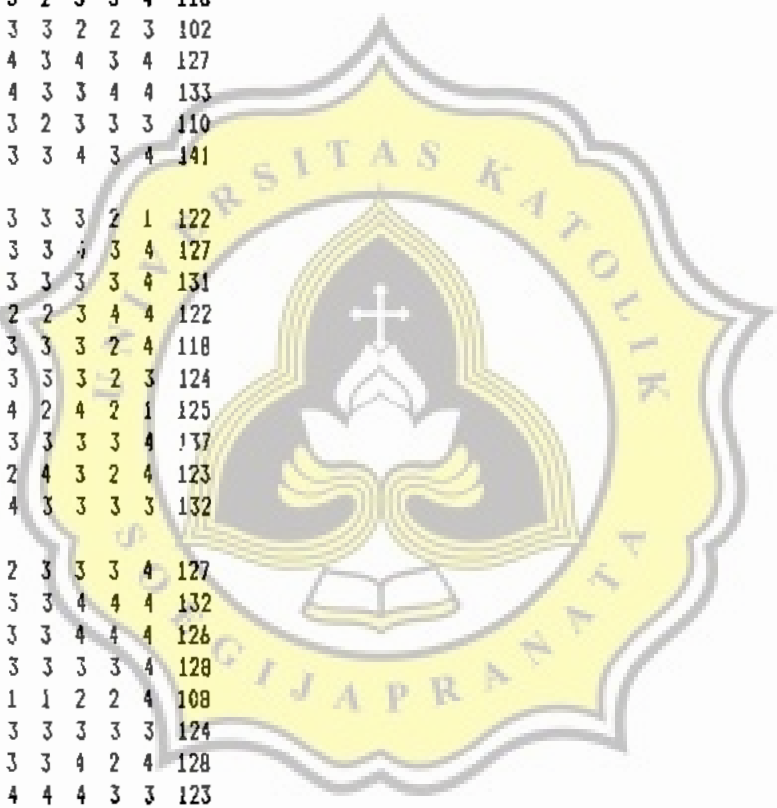 3 3 2 2 3 102
4 3 4 3 4 127
4 3 3 4 4 133
3 2 3 3 3 110
3 3 4 3 4 141
3 3 3 2 1 122
3 3 3 4 127
3 3 3 3 4 131
2 2 3 4 4 122
3 3 3 2 4 118
3 3 3 2 3 124
4 2 4 2 1 125
3 3 3 3 4 137
2 4 3 2 4 123
4 3 3 3 3 132
2 3 3 3 4 127
3 3 4 4 4 132
3 3 4 4 4 126
3 3 3 3 4 128
1 1 2 2 4 108
3 3 3 3 3 124
3 3 4 2 4 128
4 4 4 3 3 123
UNIVERSITAS KATOLIK
SOEGIJAPRANATA